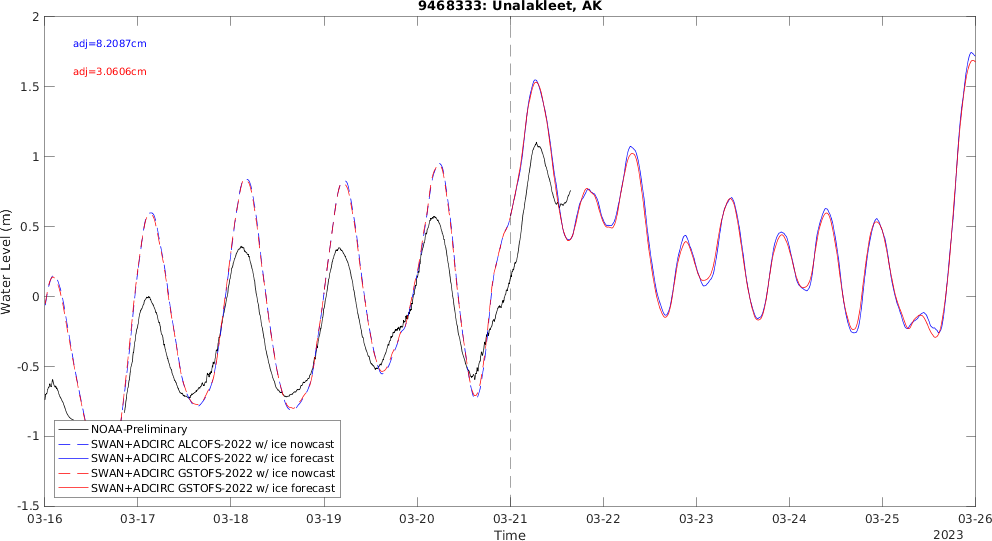 9468333: Unalakleet, AK
adj=8.2087cm
adj=3.0606cm
Water Level (m)
2
1.5
1
0.5
0
-0.5
-1
-1.5
NOAA-Preliminary
SWAN+ADCIRC ALCOFS-2022 w/ ice nowcast
SWAN+ADCIRC ALCOFS-2022 w/ ice forecast
SWAN+ADCIRC GSTOFS-2022 w/ ice nowcast
SWAN+ADCIRC GSTOFS-2022 w/ ice forecast
03-16 03-17 03-18 03-19 03-20 03-21 03-22 03-23 03-24 03-25 03-26
Time
2023